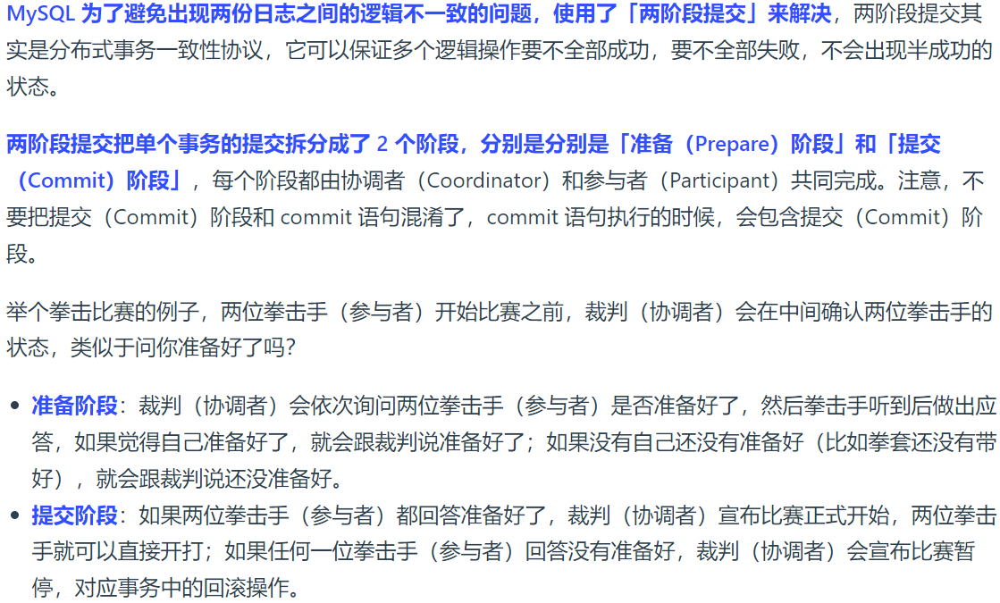 MySQL 为了避免出现两份日志之间的逻辑不一致的问题，使用了「两阶段提交」来解决，两阶段提交其
实是分布式事务一致性协议，它可以保证多个逻辑操作要不全部成功，要不全部失败，不会出现半成功的
状态。
两阶段提交把单个事务的提交拆分成了 2 个阶段，分别是分别是「准备（Prepare）阶段」和「提交
（Commit）阶段」，每个阶段都由协调者（Coordinator）和参与者（Participant）共同完成。注意，不
要把提交（Commit）阶段和 commit 语句混淆了，commit 语句执行的时候，会包含提交（Commit）阶
段。
举个拳击比赛的例子，两位拳击手（参与者）开始比赛之前，裁判（协调者）会在中间确认两位拳击手的
状态，类似于问你准备好了吗？
• 准备阶段：裁判（协调者）会依次询问两位拳击手（参与者）是否准备好了，然后拳击手听到后做出应
答，如果觉得自己准备好了，就会跟裁判说准备好了；如果没有自己还没有准备好（比如拳套还没有带
好），就会跟裁判说还没准备好。
• 提交阶段：如果两位拳击手（参与者）都回答准备好了，裁判（协调者）宣布比赛正式开始，两位拳击
手就可以直接开打；如果任何一位拳击手（参与者）回答没有准备好，裁判（协调者）会宣布比赛暂
停，对应事务中的回滚操作。